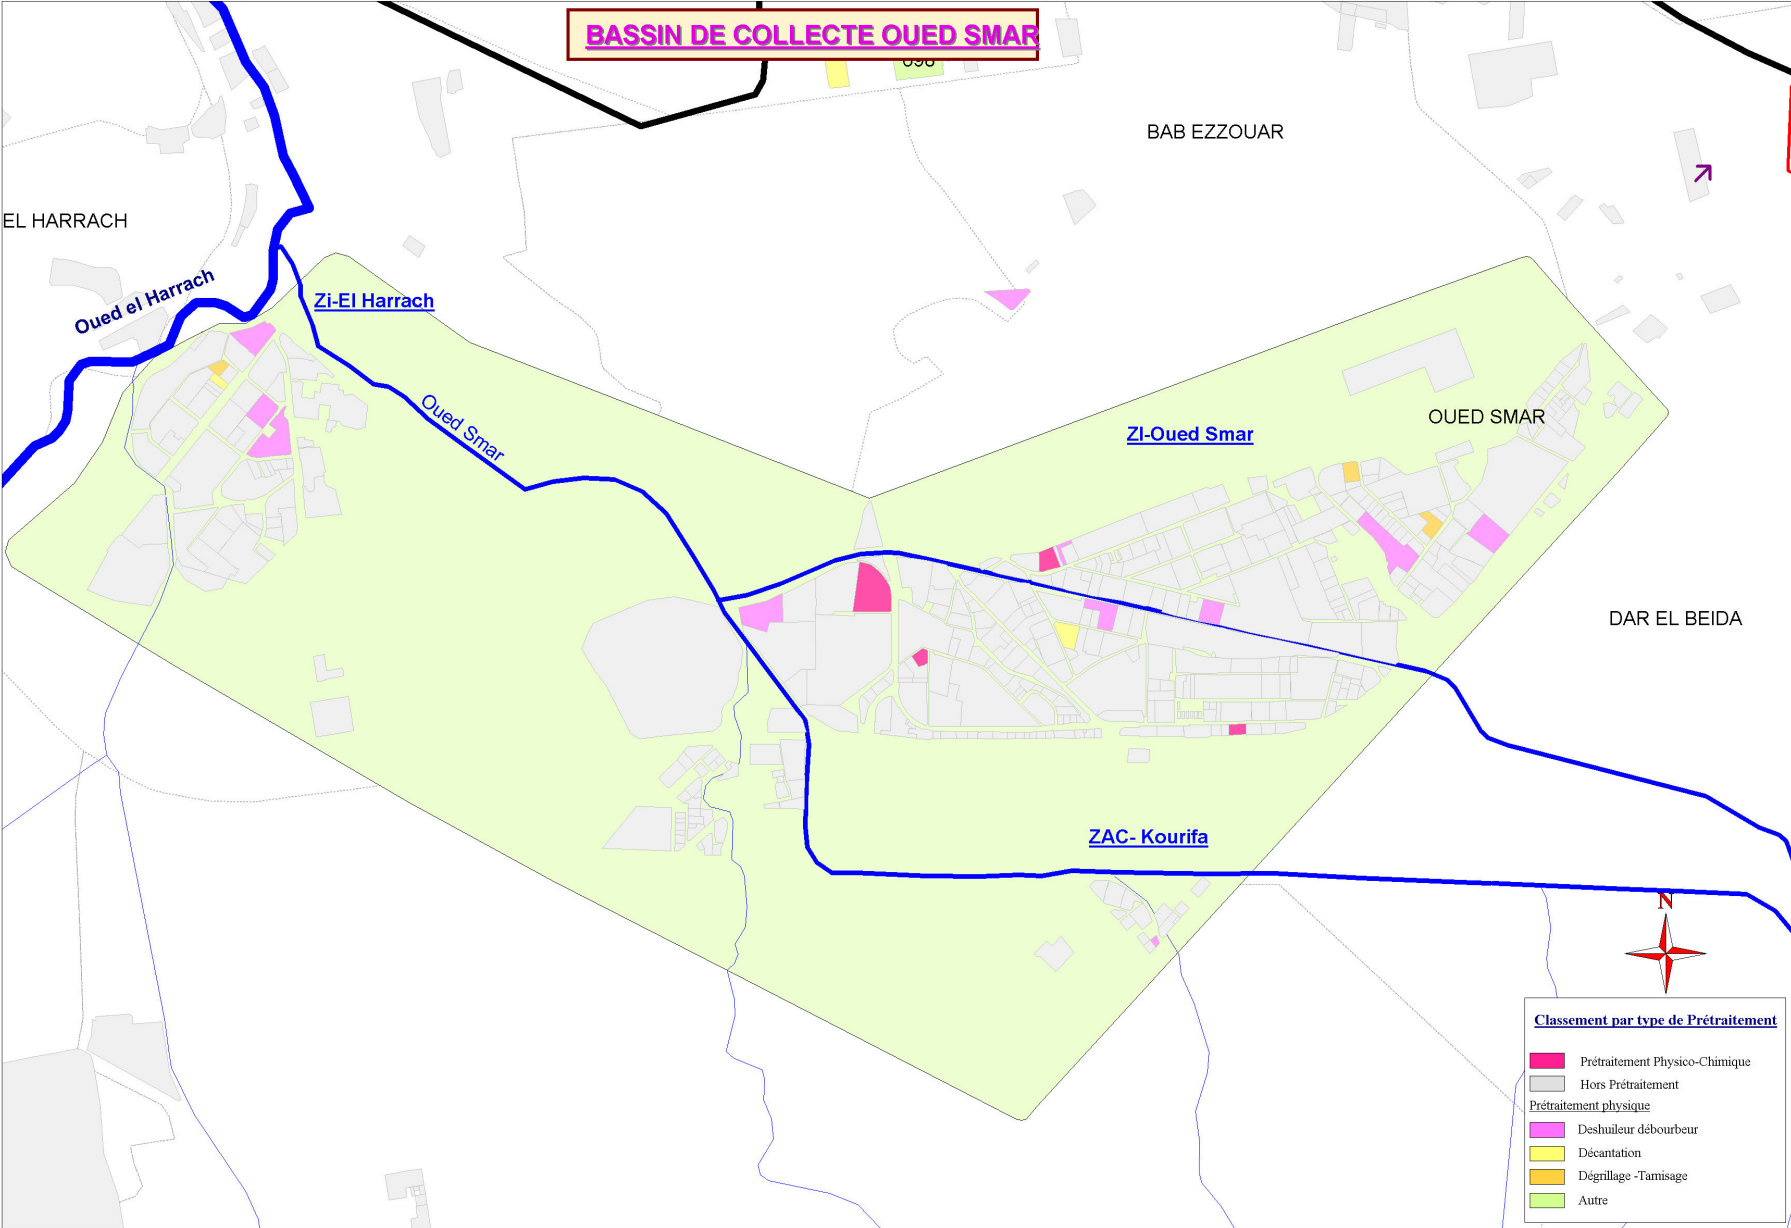 BASSIN DE COLLECTE OUED SMAR
698
BAB EZZOUAR
EL HARRACH
Oued el Harrach
Zi-El Harrach
Oued Smar
ZI-Oued Smar
OUED SMAR
DAR EL BEIDA
ZAC- Kourifa
N
Classement par type de Prétraitement
Prétraitement Physico-Chimique
Hors Prétraitement
Prétraitement physique
Deshuileur débourbeur
Décantation
Dégrillage -Tamisage
Autre